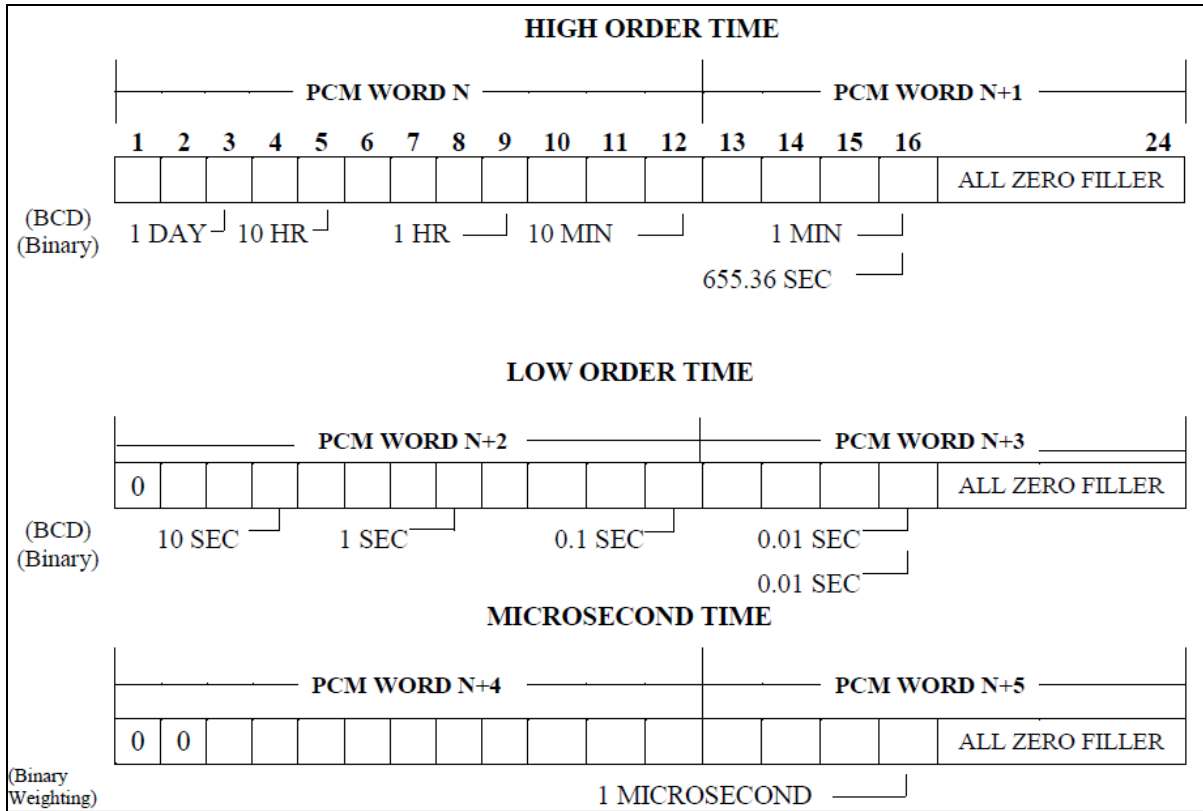 HIGH ORDER TIME
PCM WORD N PCM WORD N+1
1 2 3 4 5 6 7 8 9 10 11 12 13 14 15 16 24
ALL ZERO FILLER
(BCD) 1 DAY 10 HR 1 HR 10 MIN 1 MIN
(Binary)
655.36 SEC
LOW ORDER TIME
PCM WORD N+2 PCM WORD N+3
0 ALL ZERO FILLER
(BCD) 10 SEC 1 SEC 0.1 SEC 0.01 SEC
(Binary)
0.01 SEC
MICROSECOND TIME
PCM WORD N+4 PCM WORD N+5
0 0 ALL ZERO FILLER
(Binary
Weighting)
1 MICROSECOND